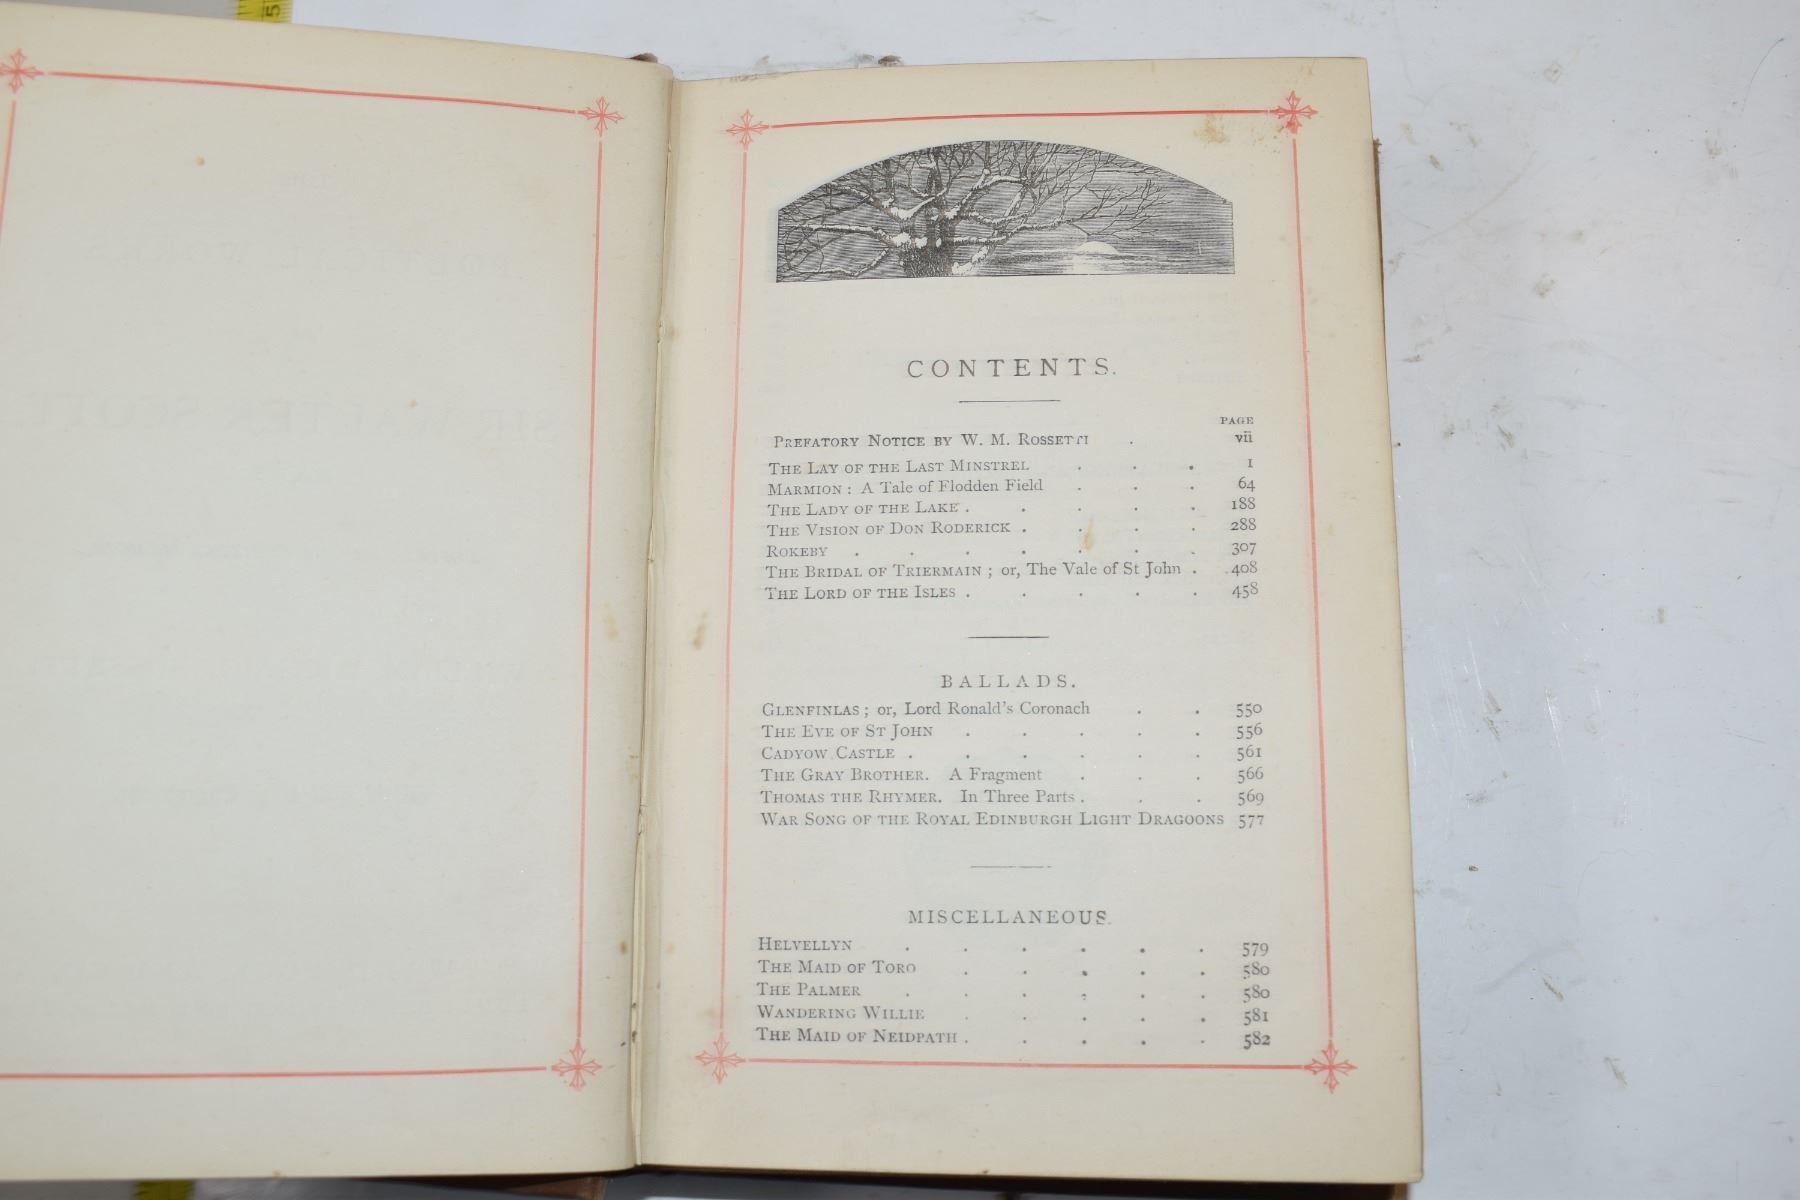 CONTENTS.
PAGE
PREFATORY NOTICE BY W. M. ROSSETTI . vii
THE LAY OF THE LAST MINSTREL . . . 1
MARMION: A Tale of Flodden Field . . . 64
THE LADY OF THE LAKE . . . . . 188
THE VISION OF DON RODERICK . . . . 288
ROKEBY . . . . . . . 307
THE BRIDAL OF TRIERMAIN; or, The Vale of St John . 408
THE LORD OF THE ISLES . . . . . 458
BALLADS.
GLENFINLAS; or, Lord Ronald's Coronach . . 550
THE EVE OF ST JOHN . . . . . 556
CADYOW CASTLE . . . . . . 561
THE GRAY BROTHER. A Fragment . . . 566
THOMAS THE RHYMER. In Three Parts . . . 569
WAR SONG OF THE ROYAL EDINBURGH LIGHT DRAGOONS 577
MISCELLANEOUS.
HELVELLYN . . . . . . 579
THE MAID OF TORO . . . . . 580
THE PALMER . . . . . . 580
WANDERING WILLIE . . . . . 581
THE MAID OF NEIDPATH . . . . . 582